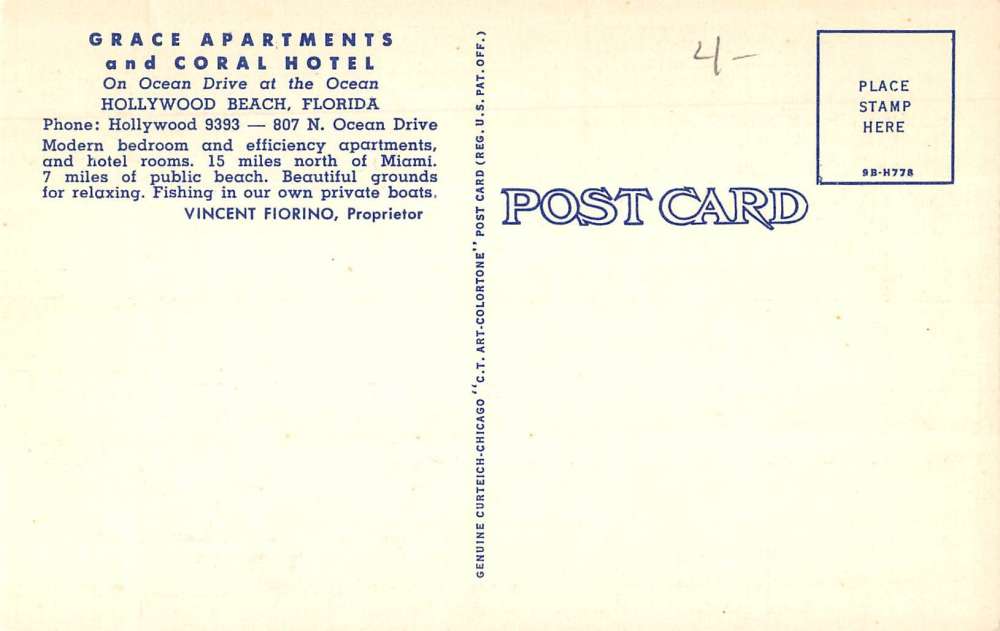 GRACE APARTMENTS
and CORAL HOTEL
On Ocean Drive at the Ocean
HOLLYWOOD BEACH, FLORIDA
Phone: Hollywood 9393 — 807 N. Ocean Drive
Modern bedroom and efficiency apartments,
and hotel rooms. 15 miles north of Miami.
7 miles of public beach. Beautiful grounds
for relaxing. Fishing in our own private boats.
VINCENT FIORINO, Proprietor
GENUINE CURTEICH-CHICAGO "C.T. ART-COLORTONE" POST CARD (REG. U.S. PAT. OFF.)
4-
POST CARD
PLACE
STAMP
HERE
9B-H778